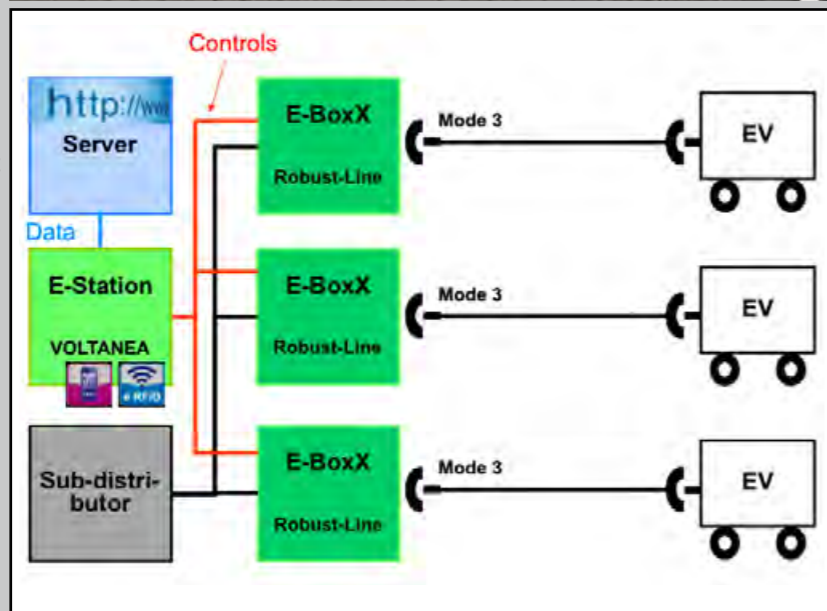 Controls
http://ww
Server
Data
E-Station
VOLTANEA
e RFID
Sub-distri-
butor
E-BoxX
Robust-Line
Mode 3
EV
E-BoxX
Robust-Line
Mode 3
EV
E-BoxX
Robust-Line
Mode 3
EV